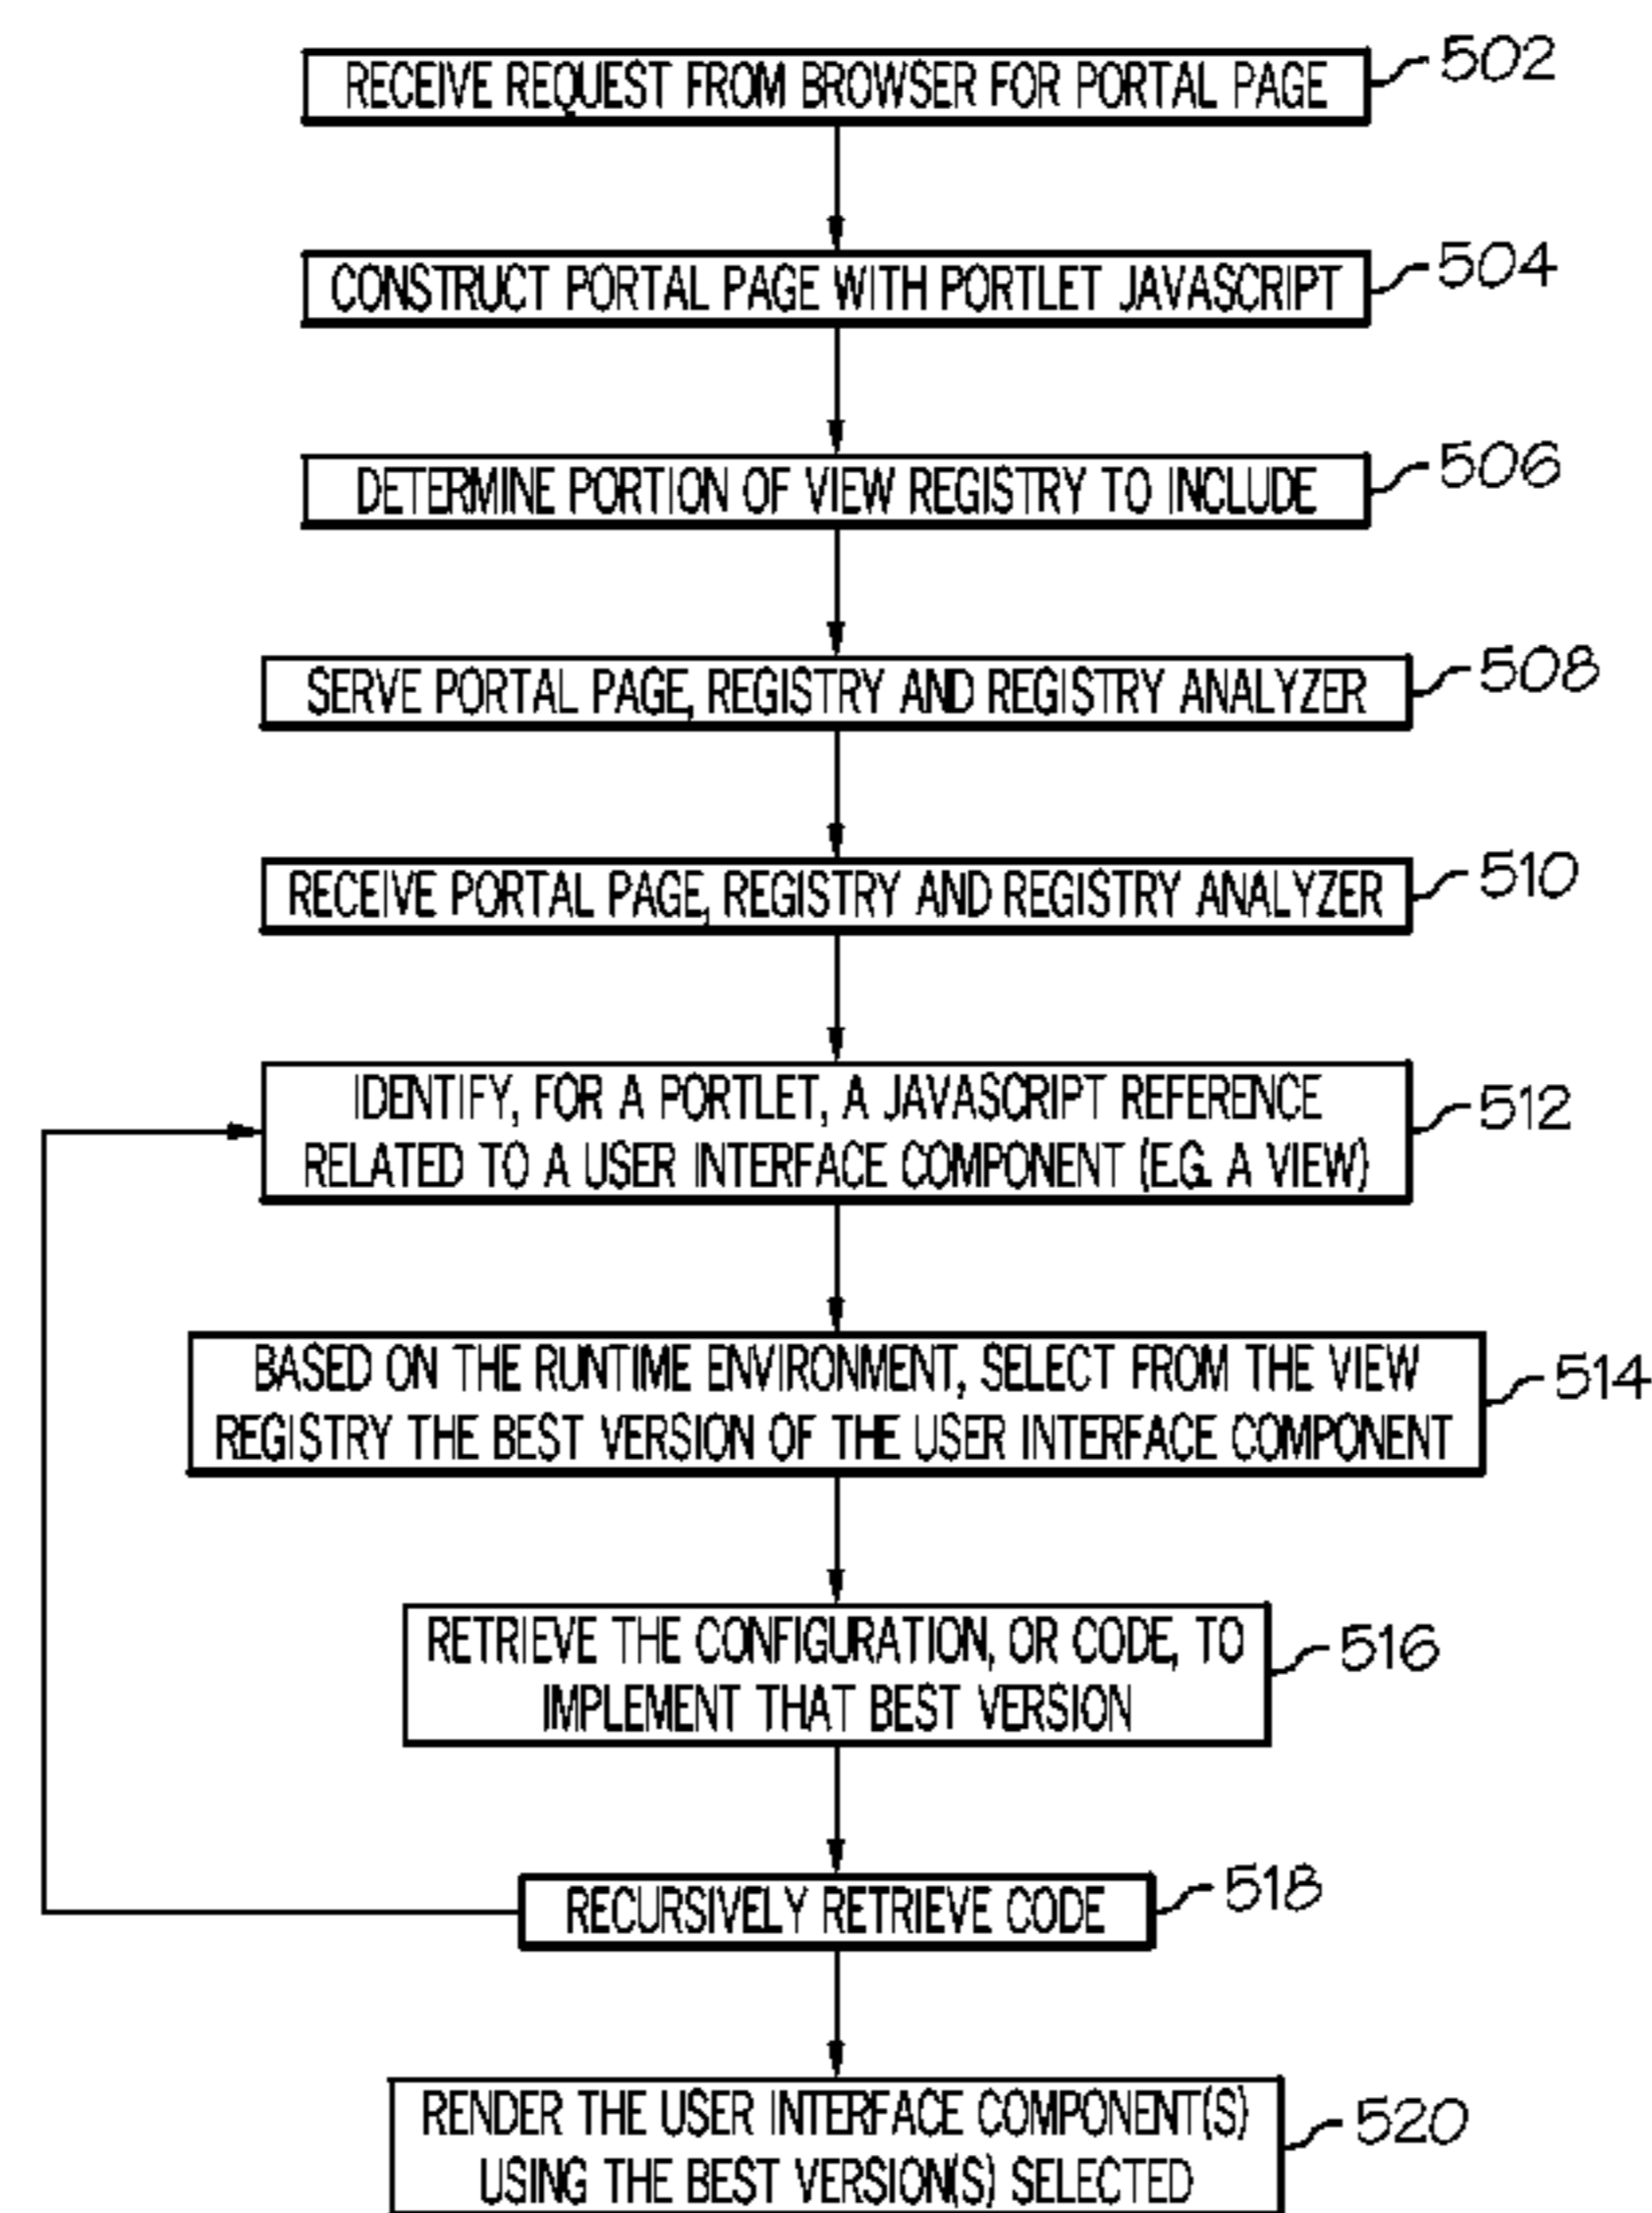 RECEIVE REQUEST FROM BROWSER FOR PORTAL PAGE
502
CONSTRUCT PORTAL PAGE WITH PORTLET JAVASCRIPT
504
DETERMINE PORTION OF VIEW REGISTRY TO INCLUDE
506
SERVE PORTAL PAGE, REGISTRY AND REGISTRY ANALYZER
508
RECEIVE PORTAL PAGE, REGISTRY AND REGISTRY ANALYZER
510
IDENTIFY, FOR A PORTLET, A JAVASCRIPT REFERENCE
RELATED TO A USER INTERFACE COMPONENT (E.G. A VIEW)
512
BASED ON THE RUNTIME ENVIRONMENT, SELECT FROM THE VIEW
REGISTRY THE BEST VERSION OF THE USER INTERFACE COMPONENT
514
RETRIEVE THE CONFIGURATION, OR CODE, TO
IMPLEMENT THAT BEST VERSION
516
RECURSIVELY RETRIEVE CODE
518
RENDER THE USER INTERFACE COMPONENT(S)
USING THE BEST VERSION(S) SELECTED
520